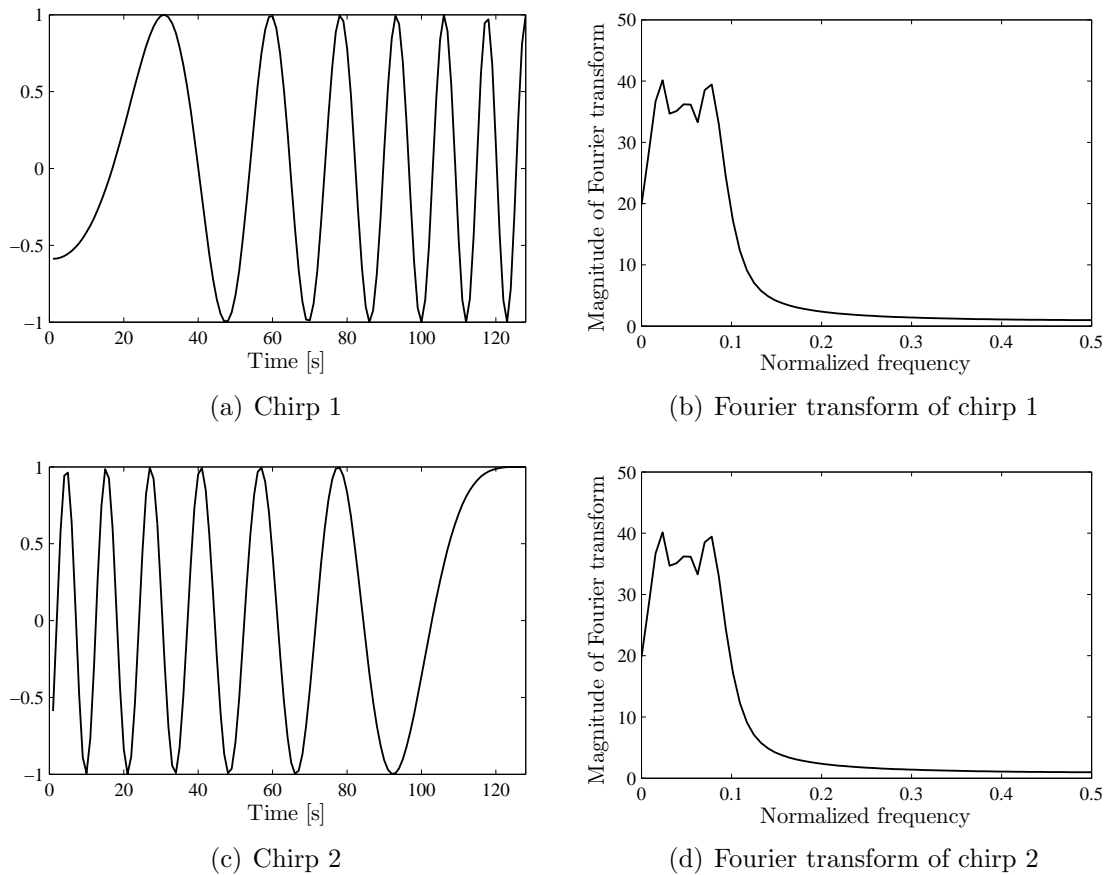 1
0.5
0
−0.5
−1
0 20 40 60 80 100 120
Time [s]
(a) Chirp 1
Magnitude of Fourier transform
50
40
30
20
10
0
0 0.1 0.2 0.3 0.4 0.5
Normalized frequency
(b) Fourier transform of chirp 1
1
0.5
0
−0.5
−1
0 20 40 60 80 100 120
Time [s]
(c) Chirp 2
Magnitude of Fourier transform
50
40
30
20
10
0
0 0.1 0.2 0.3 0.4 0.5
Normalized frequency
(d) Fourier transform of chirp 2